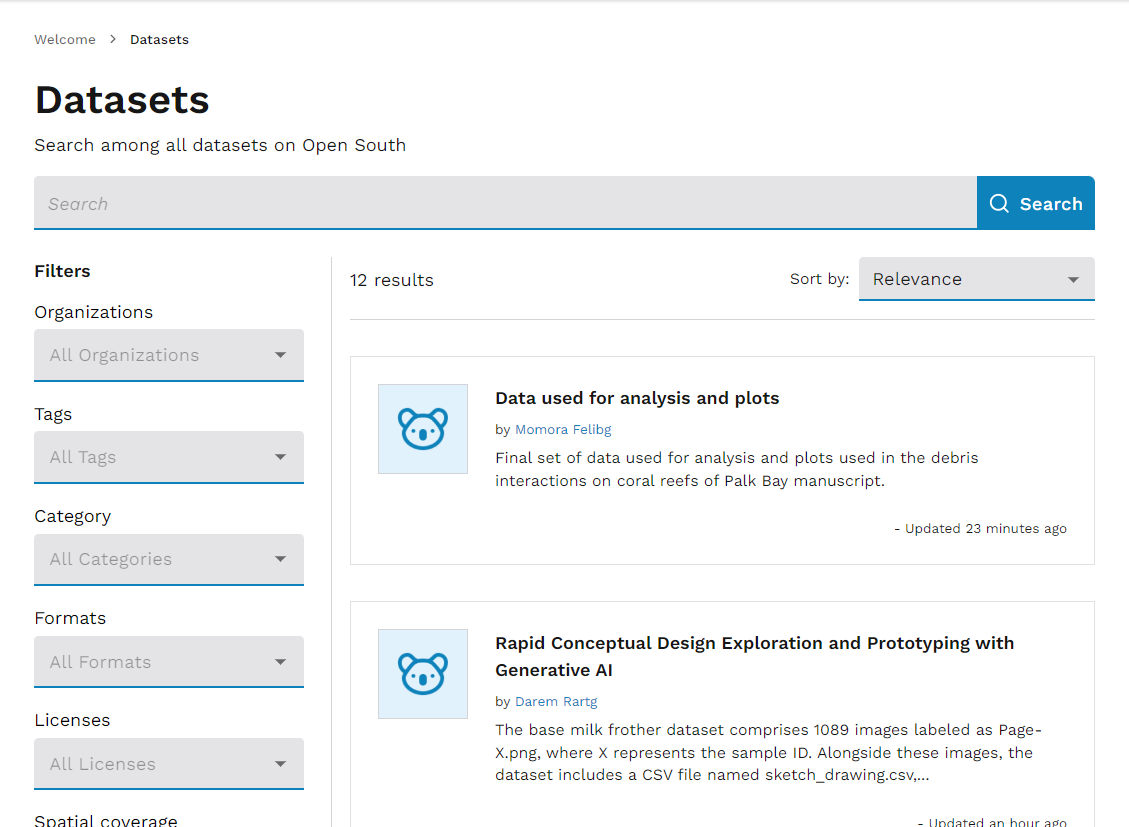 Welcome > Datasets
Datasets
Search among all datasets on Open South
Search
Search
Filters
Organizations
All Organizations
Tags
All Tags
Category
All Categories
Formats
All Formats
Licenses
All Licenses
Spatial coverage
12 results
Sort by: Relevance
Data used for analysis and plots
by Momora Felibg
Final set of data used for analysis and plots used in the debris
interactions on coral reefs of Palk Bay manuscript.
- Updated 23 minutes ago
Rapid Conceptual Design Exploration and Prototyping with
Generative AI
by Darem Rartg
The base milk frother dataset comprises 1089 images labeled as Page-
X.png, where X represents the sample ID. Alongside these images, the
dataset includes a CSV file named sketch_drawing.csv,...
- Updated an hour ago